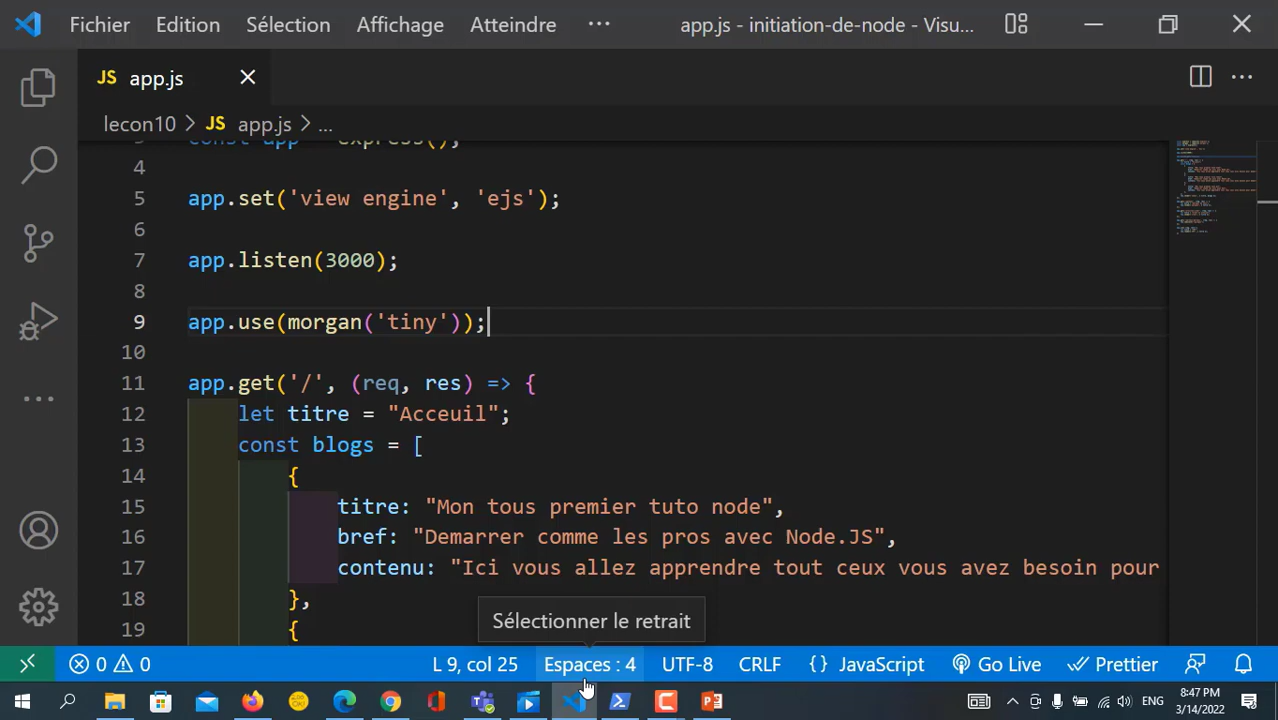 Fichier Edition Sélection Affichage Atteindre ··· app.js - initiation-de-node - Visu...
JS app.js
lecon10 > JS app.js > ...
3 const app = express();
4
5 app.set('view engine', 'ejs');
6
7 app.listen(3000);
8
9 app.use(morgan('tiny'));
10
11 app.get('/', (req, res) => {
12 let titre = "Acceuil";
13 const blogs = [
14 {
15 titre: "Mon tous premier tuto node",
16 bref: "Demarrer comme les pros avec Node.JS",
17 contenu: "Ici vous allez apprendre tout ceux vous avez besoin pour
18 },
19 {
Sélectionner le retrait
0 0 L 9, col 25 Espaces : 4 UTF-8 CRLF {} JavaScript Go Live Prettier
ENG
8:47 PM
3/14/2022